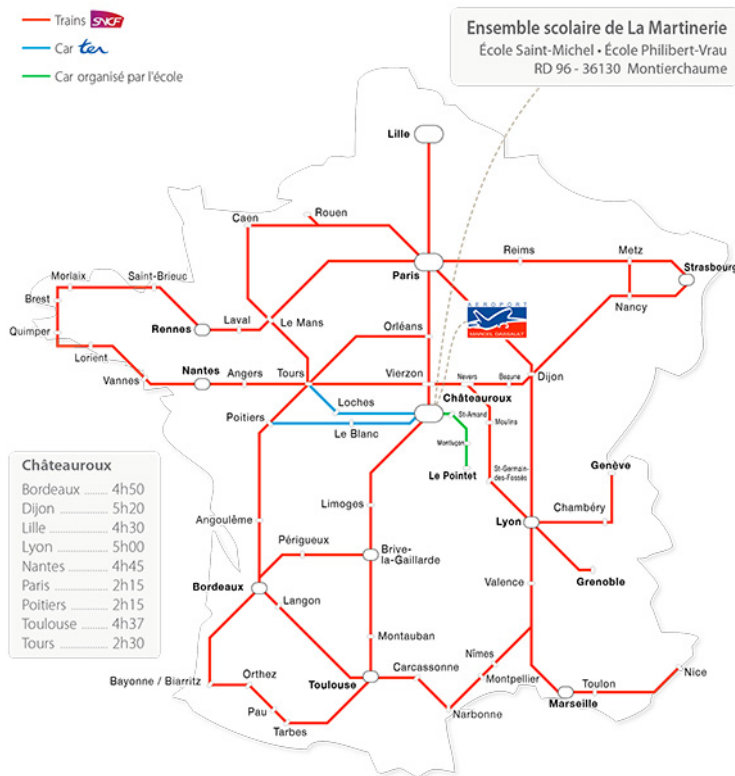 Trains SNCF
Car ter
Car organisé par l'école
Ensemble scolaire de La Martinerie
École Saint-Michel • École Philibert-Vrau
RD 96 - 36130 Montierchaume
Lille
Rouen
Caen
Reims
Metz
Paris
Strasbourg
Morlaix
Saint-Brieuc
Brest
AEROPORT
MARCEL DASSAULT
Nancy
Rennes
Laval
Le Mans
Orléans
Quimper
Lorient
Vannes
Nantes
Angers
Tours
Vierzon
Nevers
Beaune
Dijon
Châteauroux
Loches
Poitiers
Le Blanc
St-Amand
Moulins
Montluçon
Le Pointet
St-Germain
des-Fossés
Genève
Chambéry
Lyon
Grenoble
Châteauroux
Bordeaux ........ 4h50
Dijon ........ 5h20
Lille ........ 4h30
Lyon ........ 5h00
Nantes ........ 4h45
Paris ........ 2h15
Poitiers ........ 2h15
Toulouse ........ 4h37
Tours ........ 2h30
Limoges
Angoulême
Périgueux
Brive-
la-Gaillarde
Bordeaux
Langon
Valence
Montauban
Bayonne / Biarritz
Orthez
Pau
Tarbes
Toulouse
Carcassonne
Nîmes
Montpellier
Narbonne
Marseille
Toulon
Nice